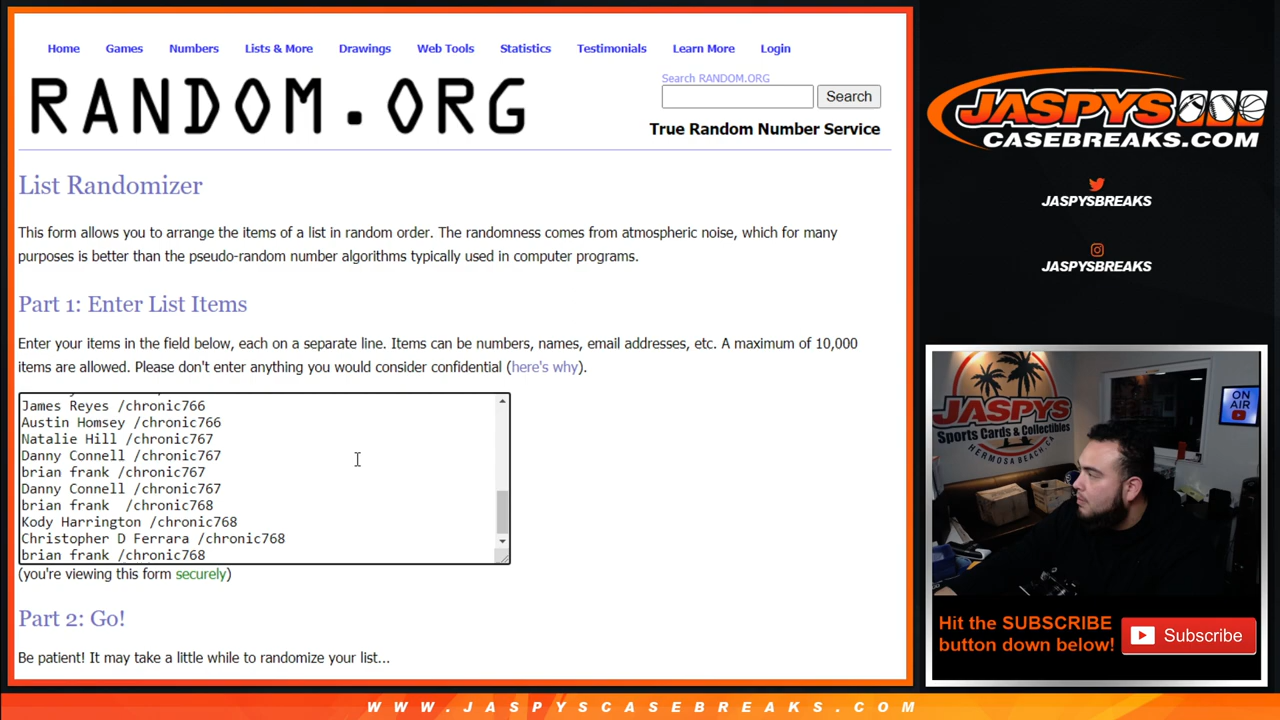 Home Games Numbers Lists & More Drawings Web Tools Statistics Testimonials Learn More Login
RANDOM.ORG
Search RANDOM.ORG
Search
True Random Number Service
List Randomizer
This form allows you to arrange the items of a list in random order. The randomness comes from atmospheric noise, which for many
purposes is better than the pseudo-random number algorithms typically used in computer programs.
Part 1: Enter List Items
Enter your items in the field below, each on a separate line. Items can be numbers, names, email addresses, etc. A maximum of 10,000
items are allowed. Please don't enter anything you would consider confidential (here's why).
James Reyes /chronic766
Austin Homsey /chronic766
Natalie Hill /chronic767
Danny Connell /chronic767
brian frank /chronic767
Danny Connell /chronic767
brian frank  /chronic768
Kody Harrington /chronic768
Christopher D Ferrara /chronic768
brian frank /chronic768
(you're viewing this form securely)
Part 2: Go!
Be patient! It may take a little while to randomize your list...
JASPYS
CASEBREAKS.COM
JASPYSBREAKS
JASPYSBREAKS
JASPYS
Sports Cards & Collectibles
HERMOSA BEACH, CA
ON
AIR
Hit the SUBSCRIBE
button down below!
Subscribe
WWW.JASPYSCASEBREAKS.COM